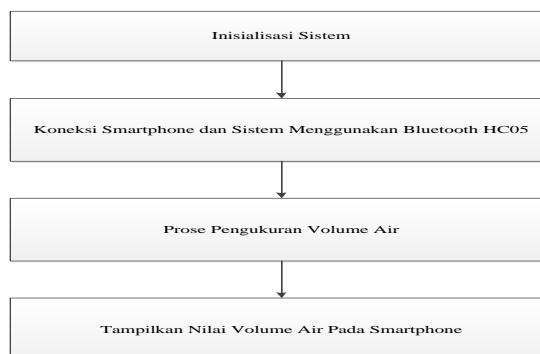 Inisialisasi Sistem
Koneksi Smartphone dan Sistem Menggunakan Bluetooth HC05
Prose Pengukuran Volume Air
Tampilkan Nilai Volume Air Pada Smartphone